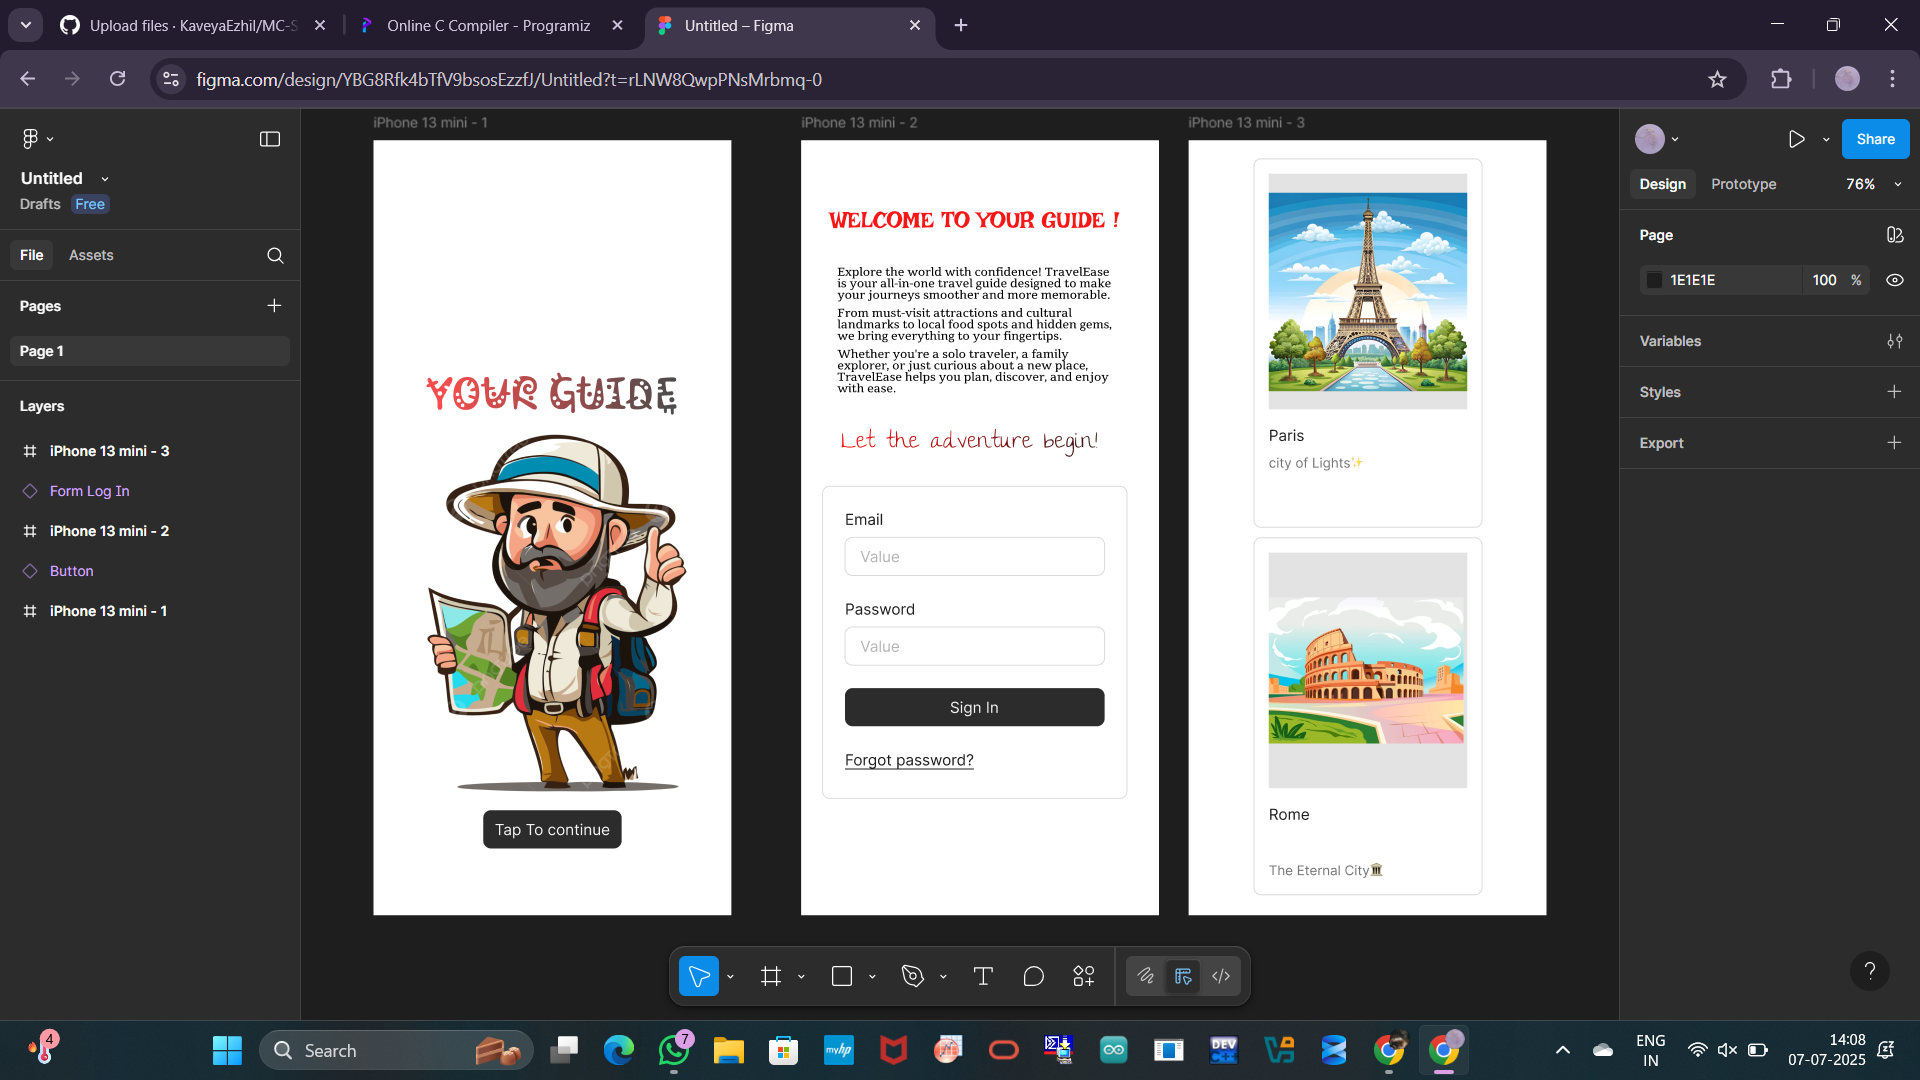 Upload files · KaveyaEzhil/MC-S
Online C Compiler - Programiz
Untitled – Figma
figma.com/design/YBG8Rfk4bTfV9bsosEzzfJ/Untitled?t=rLNW8QwpPNsMrbmq-0
Untitled
Drafts Free
File Assets
Pages
Page 1
Layers
iPhone 13 mini - 3
Form Log In
iPhone 13 mini - 2
Button
iPhone 13 mini - 1
iPhone 13 mini - 1
YOUR GUIDE
Tap To continue
iPhone 13 mini - 2
WELCOME TO YOUR GUIDE !
Explore the world with confidence! TravelEase
is your all-in-one travel guide designed to make
your journeys smoother and more memorable.
From must-visit attractions and cultural
landmarks to local food spots and hidden gems,
we bring everything to your fingertips.
Whether you're a solo traveler, a family
explorer, or just curious about a new place,
TravelEase helps you plan, discover, and enjoy
with ease.
Let the adventure begin!
Email
Value
Password
Value
Sign In
Forgot password?
iPhone 13 mini - 3
Paris
city of Lights✨
Rome
The Eternal City🏛️
Share
Design Prototype 76%
Page
1E1E1E 100 %
Variables
Styles
Export
?
4
Search
7
myhp
DEV
C++
ENG
IN
14:08
07-07-2025